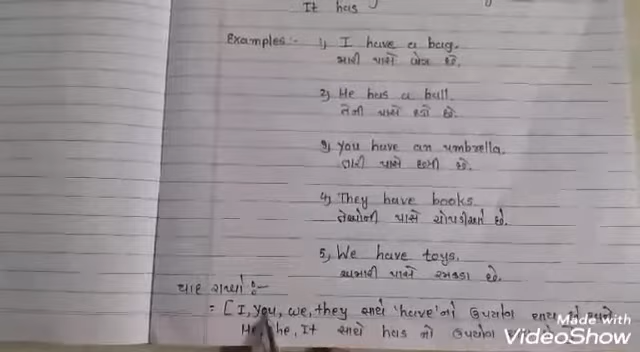 It has
Examples :- 1) I have a bag.
મારી પાસે બેગ છે.
2) He has a ball.
તેની પાસે દડો છે.
3) You have an umbrella.
તારી પાસે છત્રી છે.
4) They have books.
તેઓની પાસે ચોપડીઓ છે.
5) We have toys.
અમારી પાસે રમકડા છે.
યાદ રાખો :-
= [ I, you, we, they સાથે 'have' નો ઉપયોગ થાય
He, he, It સાથે has નો ઉપયોગ
Made with
VideoShow